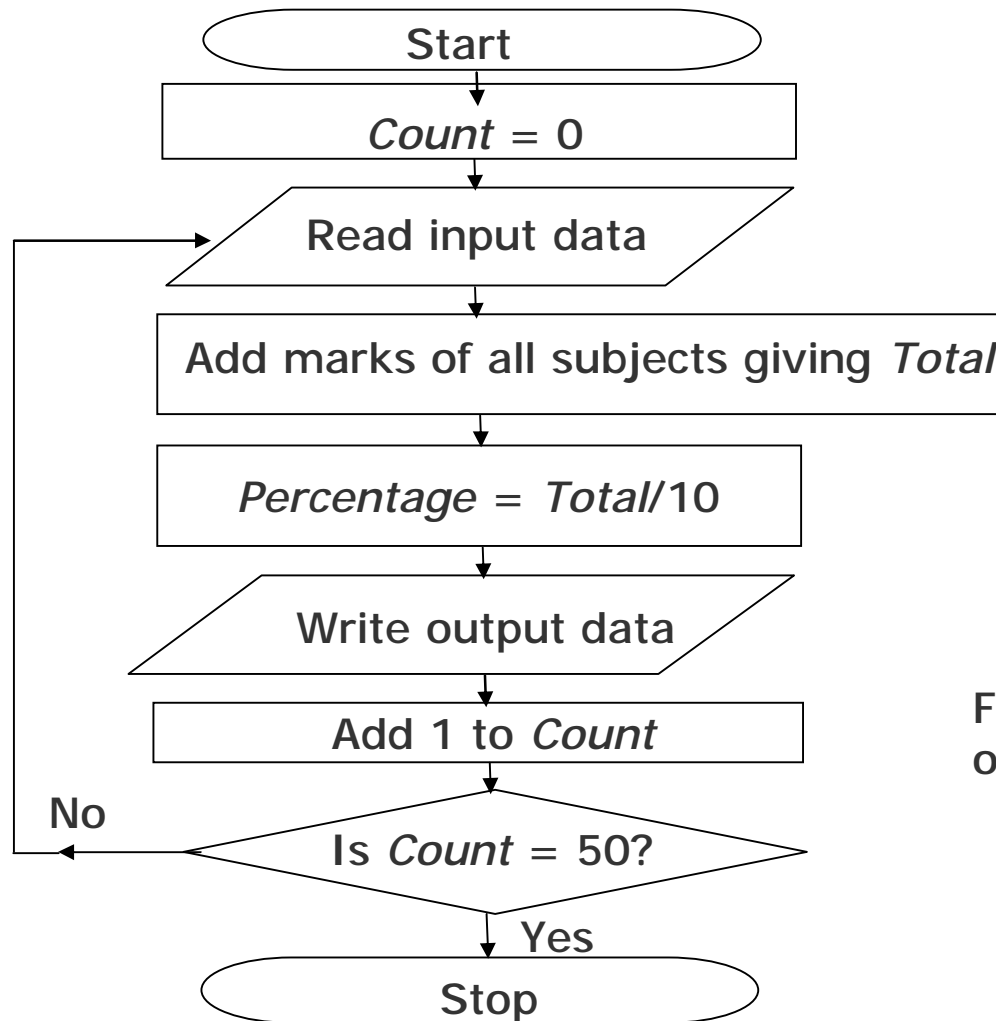 Start
Count = 0
Read input data
Add marks of all subjects giving Total
Percentage = Total/10
Write output data
Add 1 to Count
No
Is Count = 50?
Yes
Stop